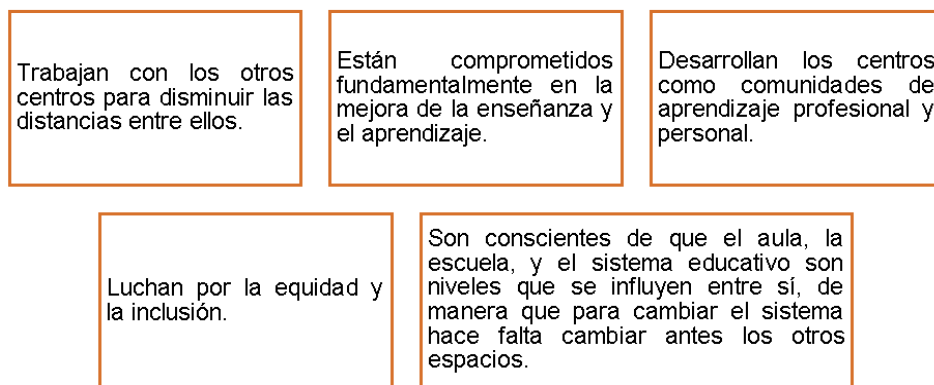 Trabajan con los otros
centros para disminuir las
distancias entre ellos.
Están comprometidos
fundamentalmente en la
mejora de la enseñanza y
el aprendizaje.
Desarrollan los centros
como comunidades de
aprendizaje profesional y
personal.
Luchan por la equidad y
la inclusión.
Son conscientes de que el aula, la
escuela, y el sistema educativo son
niveles que se influyen entre sí, de
manera que para cambiar el sistema
hace falta cambiar antes los otros
espacios.